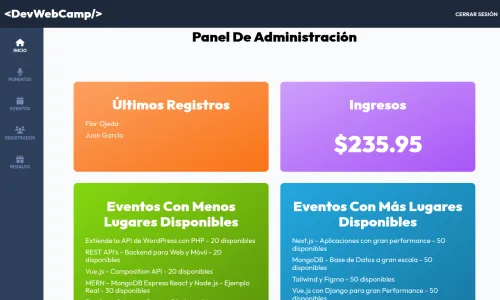 <DevWebCamp/>
CERRAR SESIÓN
Panel De Administración
INICIO
PONENTES
EVENTOS
REGISTRADOS
REGALOS
Últimos Registros
Flor Ojeda
Juan García
Ingresos
$235.95
Eventos Con Menos
Lugares Disponibles
Extiende la API de WordPress con PHP - 20 disponibles
REST API's - Backend para Web y Móvil - 20
disponibles
Vue.js - Composition API - 20 disponibles
MERN - MongoDB Express React y Node.js - Ejemplo
Real - 30 disponibles
Eventos Con Más Lugares
Disponibles
Next.js - Aplicaciones con gran performance - 50
disponibles
MongoDB - Base de Datos a gran escala - 50
disponibles
Tailwind y Figma - 50 disponibles
Vue.js con Django para gran Performance - 50
disponibles